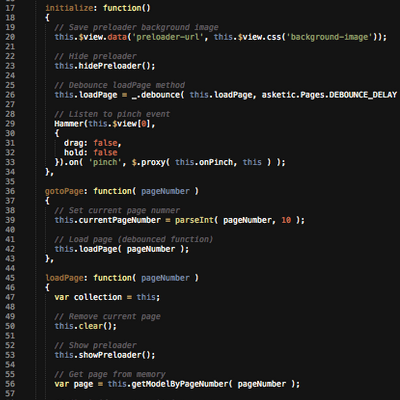 17 initialize: function()
18 {
19 // Save preloader background image
20 this.$view.data('preloader-url', this.$view.css('background-image'));
21
22 // Hide preloader
23 this.hidePreloader();
24
25 // Debounce loadPage method
26 this.loadPage = _.debounce( this.loadPage, asketic.Pages.DEBOUNCE_DELAY
27
28 // Listen to pinch event
29 Hammer(this.$view[0],
30 {
31 drag: false,
32 hold: false
33 }).on( 'pinch', $.proxy( this.onPinch, this ) );
34 },
35
36 gotoPage: function( pageNumber )
37 {
38 // Set current page numner
39 this.currentPageNumber = parseInt( pageNumber, 10 );
40
41 // Load page (debounced function)
42 this.loadPage( pageNumber );
43 },
44
45 loadPage: function( pageNumber )
46 {
47 var collection = this;
48
49 // Remove current page
50 this.clear();
51
52 // Show preloader
53 this.showPreloader();
54
55 // Get page from memory
56 var page = this.getModelByPageNumber( pageNumber );